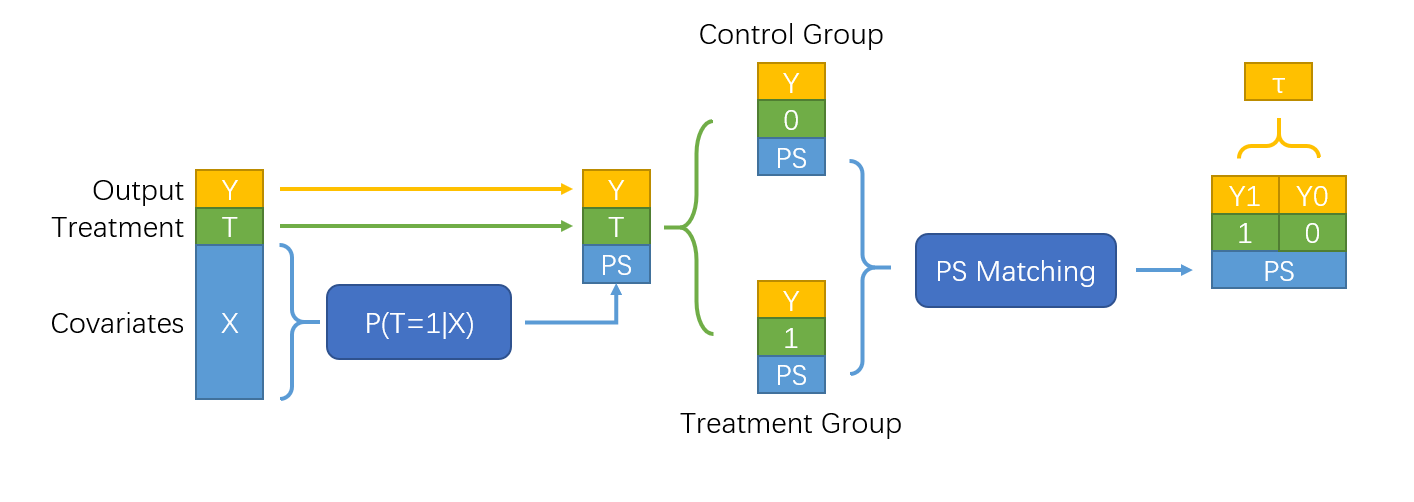 Output
Treatment
Covariates
Y
T
X
P(T=1|X)
Y
T
PS
Control Group
Y
0
PS
Y
1
PS
Treatment Group
PS Matching
τ
Y1 Y0
1 0
PS